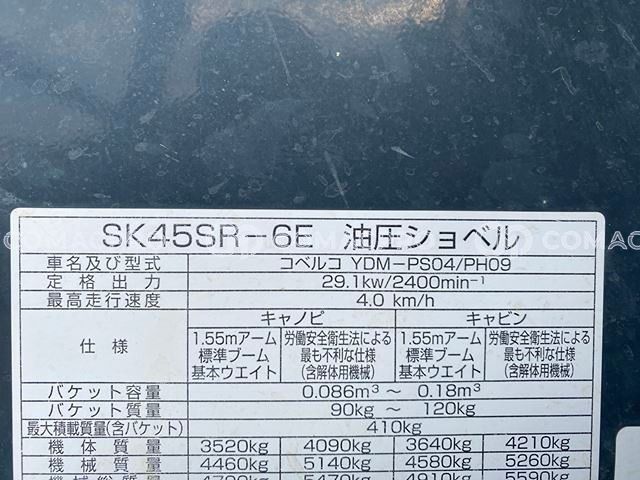 SK45SR-6E 油圧ショベル
車名及び型式 コベルコ YDM-PS04/PH09
定格出力 29.1kw/2400min⁻¹
最高走行速度 4.0 km/h
仕様 キャノピ キャビン
1.55mアーム 労働安全衛生法による 1.55mアーム 労働安全衛生法による
標準ブーム 最も不利な仕様 標準ブーム 最も不利な仕様
基本ウエイト (含解体用機械) 基本ウエイト (含解体用機械)
バケット容量 0.086m³ ~ 0.18m³
バケット質量 90kg ~ 120kg
最大積載質量(含バケット) 410kg
機体質量 3520kg 4090kg 3640kg 4210kg
機械質量 4460kg 5140kg 4580kg 5260kg
機械総質量 4790kg 5470kg 4910kg 5590kg